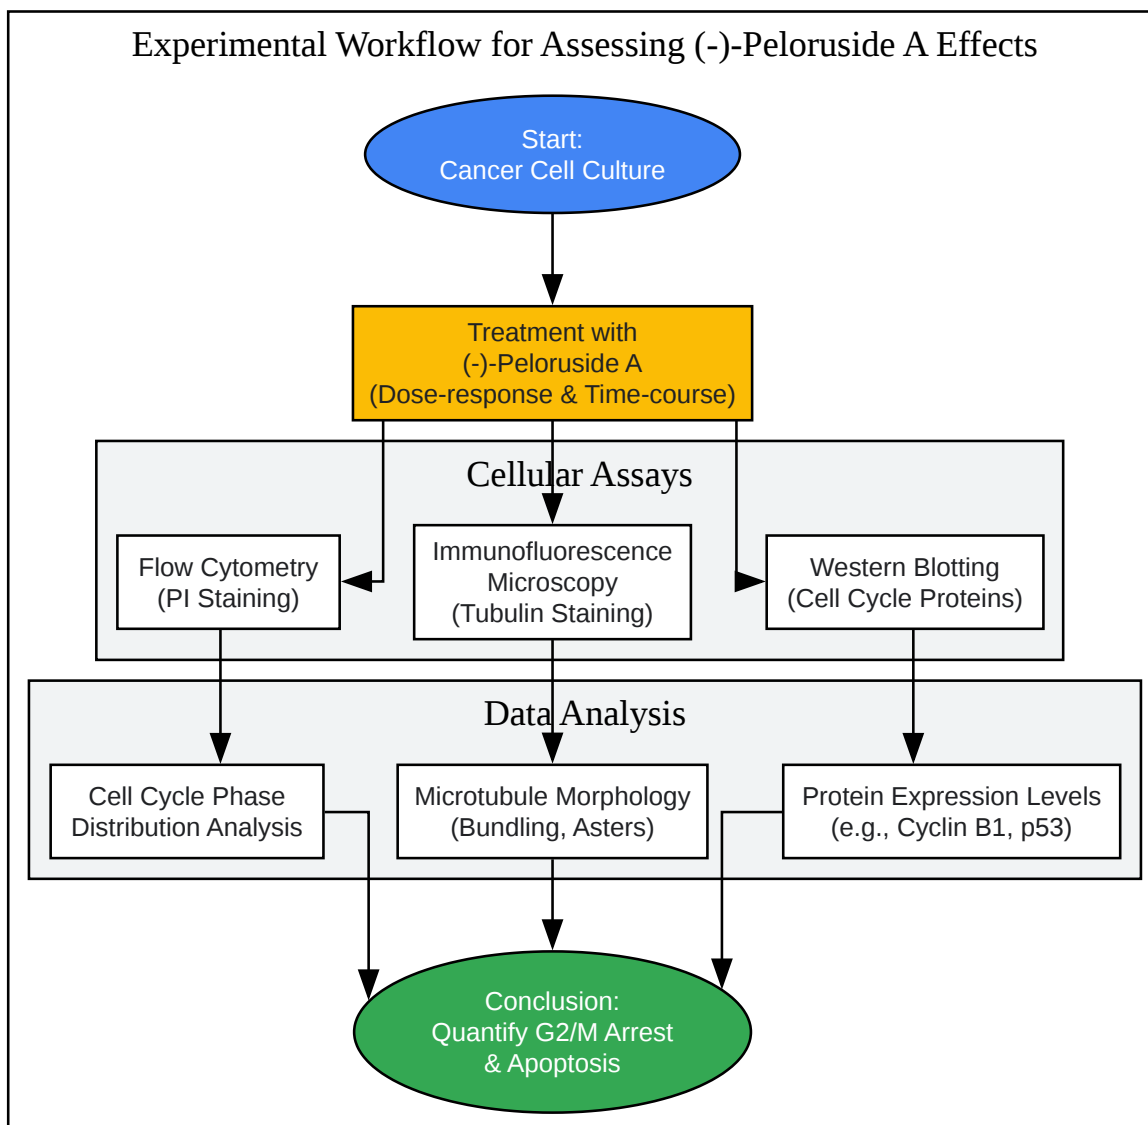 Experimental Workflow for Assessing (-)-Peloruside A Effects
Start:
Cancer Cell Culture
Treatment with
(-)-Peloruside A
(Dose-response & Time-course)
Cellular Assays
Flow Cytometry
(PI Staining)
Immunofluorescence
Microscopy
(Tubulin Staining)
Western Blotting
(Cell Cycle Proteins)
Data Analysis
Cell Cycle Phase
Distribution Analysis
Microtubule Morphology
(Bundling, Asters)
Protein Expression Levels
(e.g., Cyclin B1, p53)
Conclusion:
Quantify G2/M Arrest
& Apoptosis